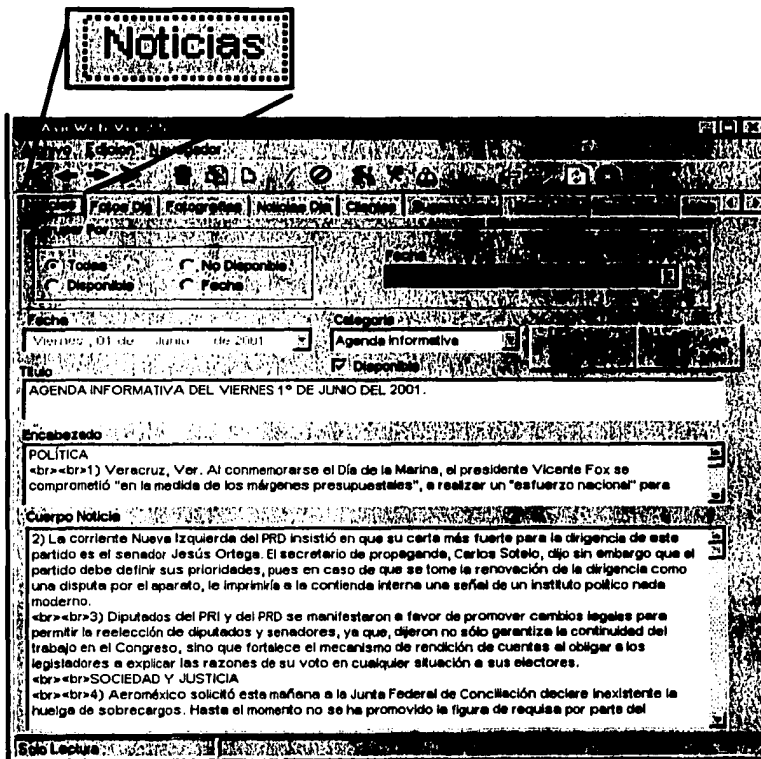 Noticias
Edicion
Noticias Fotos Dia Fotografias Noticias Dia
Por
Todas No Disponible
Disponible Fecha
Fecha
Fecha Categoria
Viernes , 01 de Junio de 2001 Agenda Informativa
Disponible
Titulo
AGENDA INFORMATIVA DEL VIERNES 1° DE JUNIO DEL 2001.
Encabezado
POLÍTICA
<br><br>1) Veracruz, Ver. Al conmemorarse el Día de la Marina, el presidente Vicente Fox se
comprometió "en la medida de los márgenes presupuestales", a realizar un "esfuerzo nacional" para
Cuerpo Noticia
2) La corriente Nueva Izquierda del PRD insistió en que su carta más fuerte para la dirigencia de este
partido es el senador Jesús Ortega. El secretario de propaganda, Carlos Sotelo, dijo sin embargo que el
partido debe definir sus prioridades, pues en caso de que se tome la renovación de la dirigencia como
una disputa por el aparato, le imprimiría a la contienda interna una señal de un instituto político nada
moderno.
<br><br>3) Diputados del PRI y del PRD se manifestaron a favor de promover cambios legales para
permitir la reelección de diputados y senadores, ya que, dijeron no sólo garantiza la continuidad del
trabajo en el Congreso, sino que fortalece el mecanismo de rendición de cuentas al obligar a los
legisladores a explicar las razones de su voto en cualquier situación a sus electores.
<br><br>SOCIEDAD Y JUSTICIA
<br><br>4) Aeroméxico solicitó esta mañana a la Junta Federal de Conciliación declare inexistente la
huelga de sobrecargos. Hasta el momento no se ha promovido la figura de requisa por parte del
Solo Lectura